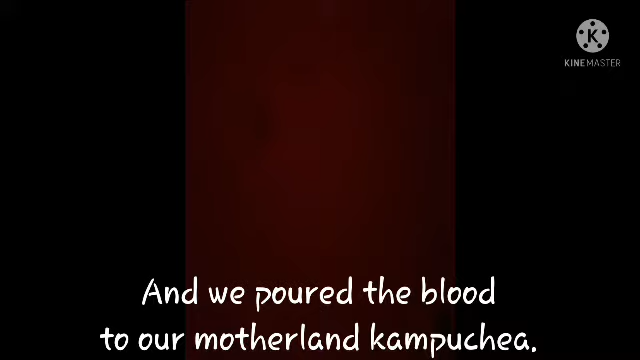 K
KINEMASTER
And we poured the blood
to our motherland kampuchea.